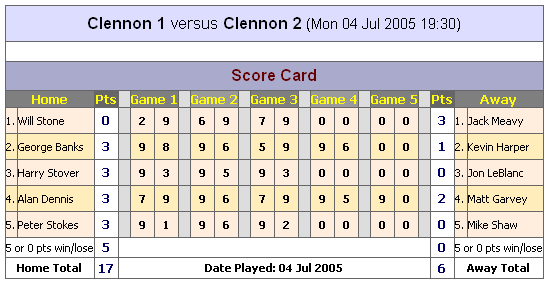 Clennon 1 versus Clennon 2 (Mon 04 Jul 2005 19:30)
Score Card
Home Pts Game 1 Game 2 Game 3 Game 4 Game 5 Pts Away
1. Will Stone 0 2 9 6 9 7 9 0 0 0 0 3 1. Jack Meavy
2. George Banks 3 9 8 9 6 5 9 9 6 0 0 1 2. Kevin Harper
3. Harry Stover 3 9 3 9 5 9 3 0 0 0 0 0 3. Jon LeBlanc
4. Alan Dennis 3 7 9 9 6 7 9 9 5 9 0 2 4. Matt Garvey
5. Peter Stokes 3 9 1 9 6 9 2 0 0 0 0 0 5. Mike Shaw
5 or 0 pts win/lose 5 0 5 or 0 pts win/lose
Home Total 17 Date Played: 04 Jul 2005 6 Away Total